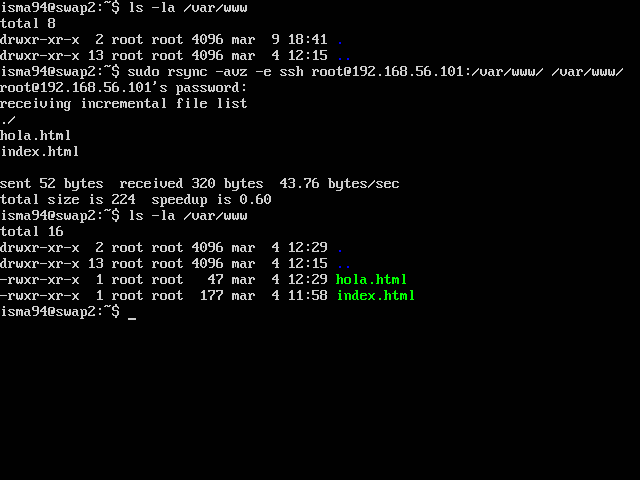 isma94@swap2:~$ ls -la /var/www
total 8
drwxr-xr-x  2 root root 4096 mar  9 18:41 .
drwxr-xr-x 13 root root 4096 mar  4 12:15 ..
isma94@swap2:~$ sudo rsync -avz -e ssh root@192.168.56.101:/var/www/ /var/www/
root@192.168.56.101's password:
receiving incremental file list
./
hola.html
index.html

sent 52 bytes  received 320 bytes  43.76 bytes/sec
total size is 224  speedup is 0.60
isma94@swap2:~$ ls -la /var/www
total 16
drwxr-xr-x  2 root root 4096 mar  4 12:29 .
drwxr-xr-x 13 root root 4096 mar  4 12:15 ..
-rwxr-xr-x  1 root root   47 mar  4 12:29 hola.html
-rwxr-xr-x  1 root root  177 mar  4 11:58 index.html
isma94@swap2:~$ _